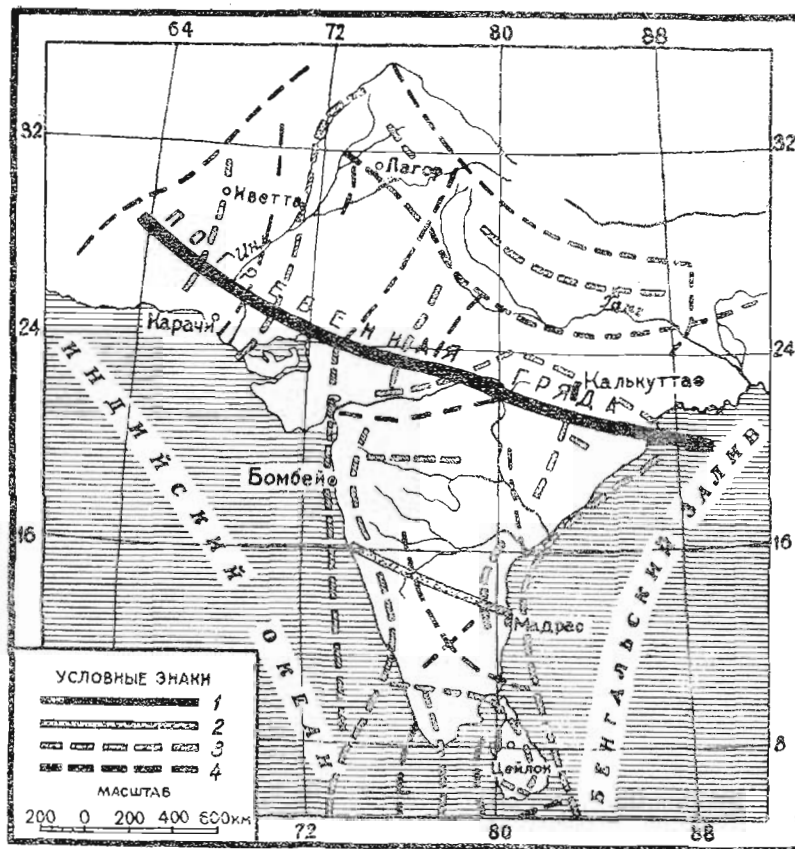 64 72 80 88
32 32
Лагор
Кветта
Инд
ПОГРЕБЕННАЯ ГРЯДА
Ганг
Карачи
24 24
Калькутта
ИНДИЙСКИЙ ОКЕАН
Бомбей
БЕНГАЛЬСКИЙ ЗАЛИВ
16 16
Мадрас
УСЛОВНЫЕ ЗНАКИ
1
2
3
4
8
Цейлон
МАСШТАБ
200 0 200 400 600км
72 80 88